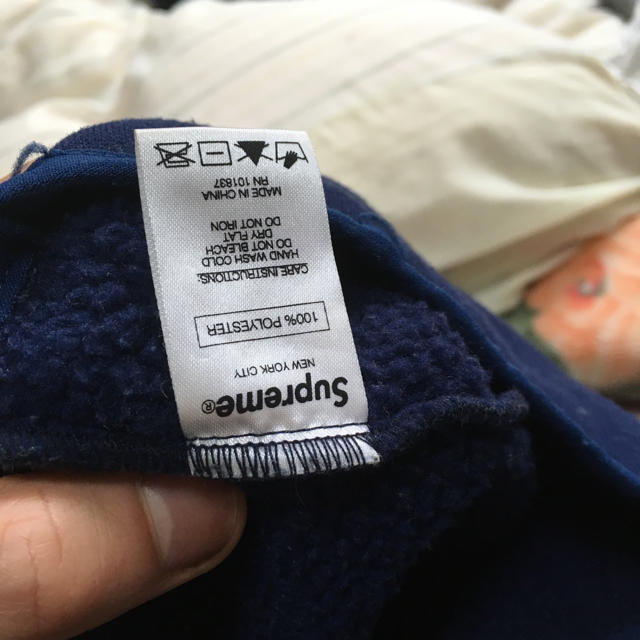 Supreme®
NEW YORK CITY
100% POLYESTER
CARE INSTRUCTIONS:
HAND WASH COLD
DO NOT BLEACH
DRY FLAT
DO NOT IRON
RN 101837
MADE IN CHINA